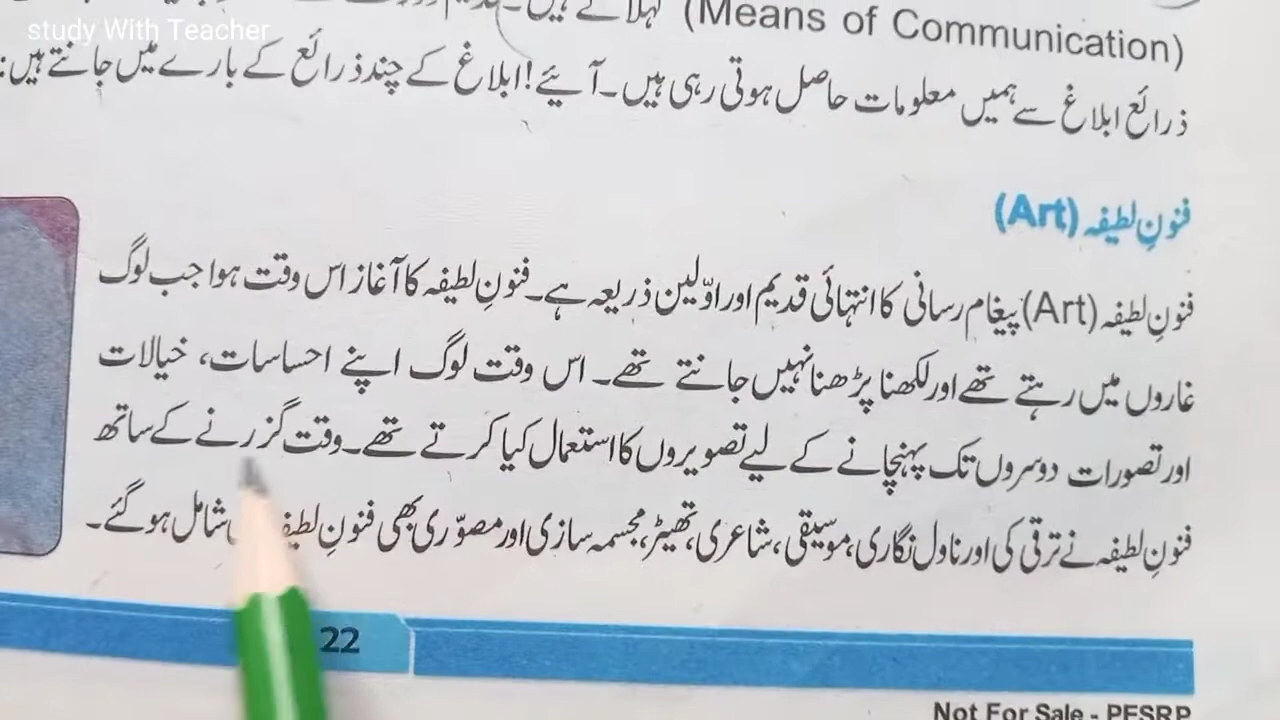 study With Teacher
(Means of Communication) کہلاتے ہیں۔ قدیم
ذرائع ابلاغ سے ہمیں معلومات حاصل ہوتی رہی ہیں۔ آئیے! ابلاغ کے چند ذرائع کے بارے میں جانتے ہیں:
فنونِ لطیفہ (Art)
فنونِ لطیفہ (Art) پیغام رسانی کا انتہائی قدیم اور اوّلین ذریعہ ہے۔ فنونِ لطیفہ کا آغاز اس وقت ہوا جب لوگ
غاروں میں رہتے تھے اور لکھنا پڑھنا نہیں جانتے تھے۔ اس وقت لوگ اپنے احساسات، خیالات
اور تصورات دوسروں تک پہنچانے کے لیے تصویروں کا استعمال کیا کرتے تھے۔ وقت گزرنے کے ساتھ
فنونِ لطیفہ نے ترقی کی اور ناول نگاری، موسیقی، شاعری، تھیٹر، مجسمہ سازی اور مصوّری بھی فنونِ لطیفہ شامل ہو گئے۔
22
Not For Sale - PESRP